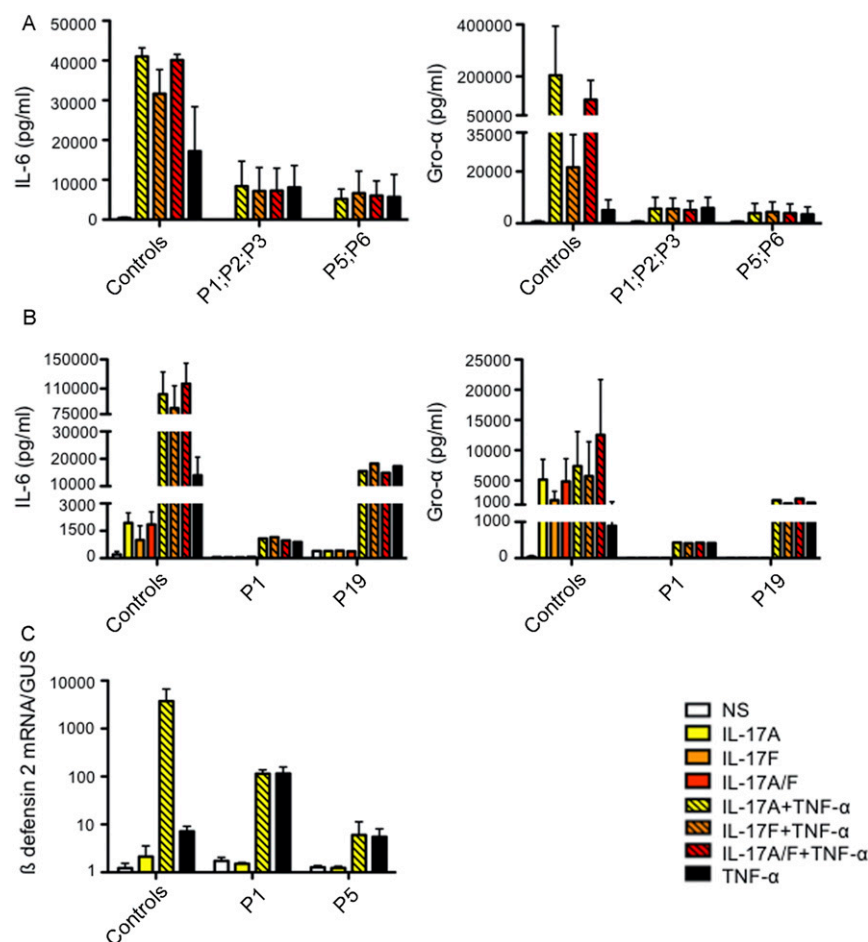 A
IL-6 (pg/ml)
50000
40000
30000
20000
10000
0
Controls
P1;P2;P3
P5;P6
Gro-α (pg/ml)
400000
200000
50000
35000
20000
0
Controls
P1;P2;P3
P5;P6
B
IL-6 (pg/ml)
150000
110000
75000
30000
20000
10000
3000
1500
0
Controls
P1
P19
Gro-α (pg/ml)
25000
20000
15000
10000
5000
1000
1000
0
Controls
P1
P19
C
ß defensin 2 mRNA/GUS
10000
1000
100
10
1
Controls
P1
P5
NS
IL-17A
IL-17F
IL-17A/F
IL-17A+TNF-α
IL-17F+TNF-α
IL-17A/F+TNF-α
TNF-α